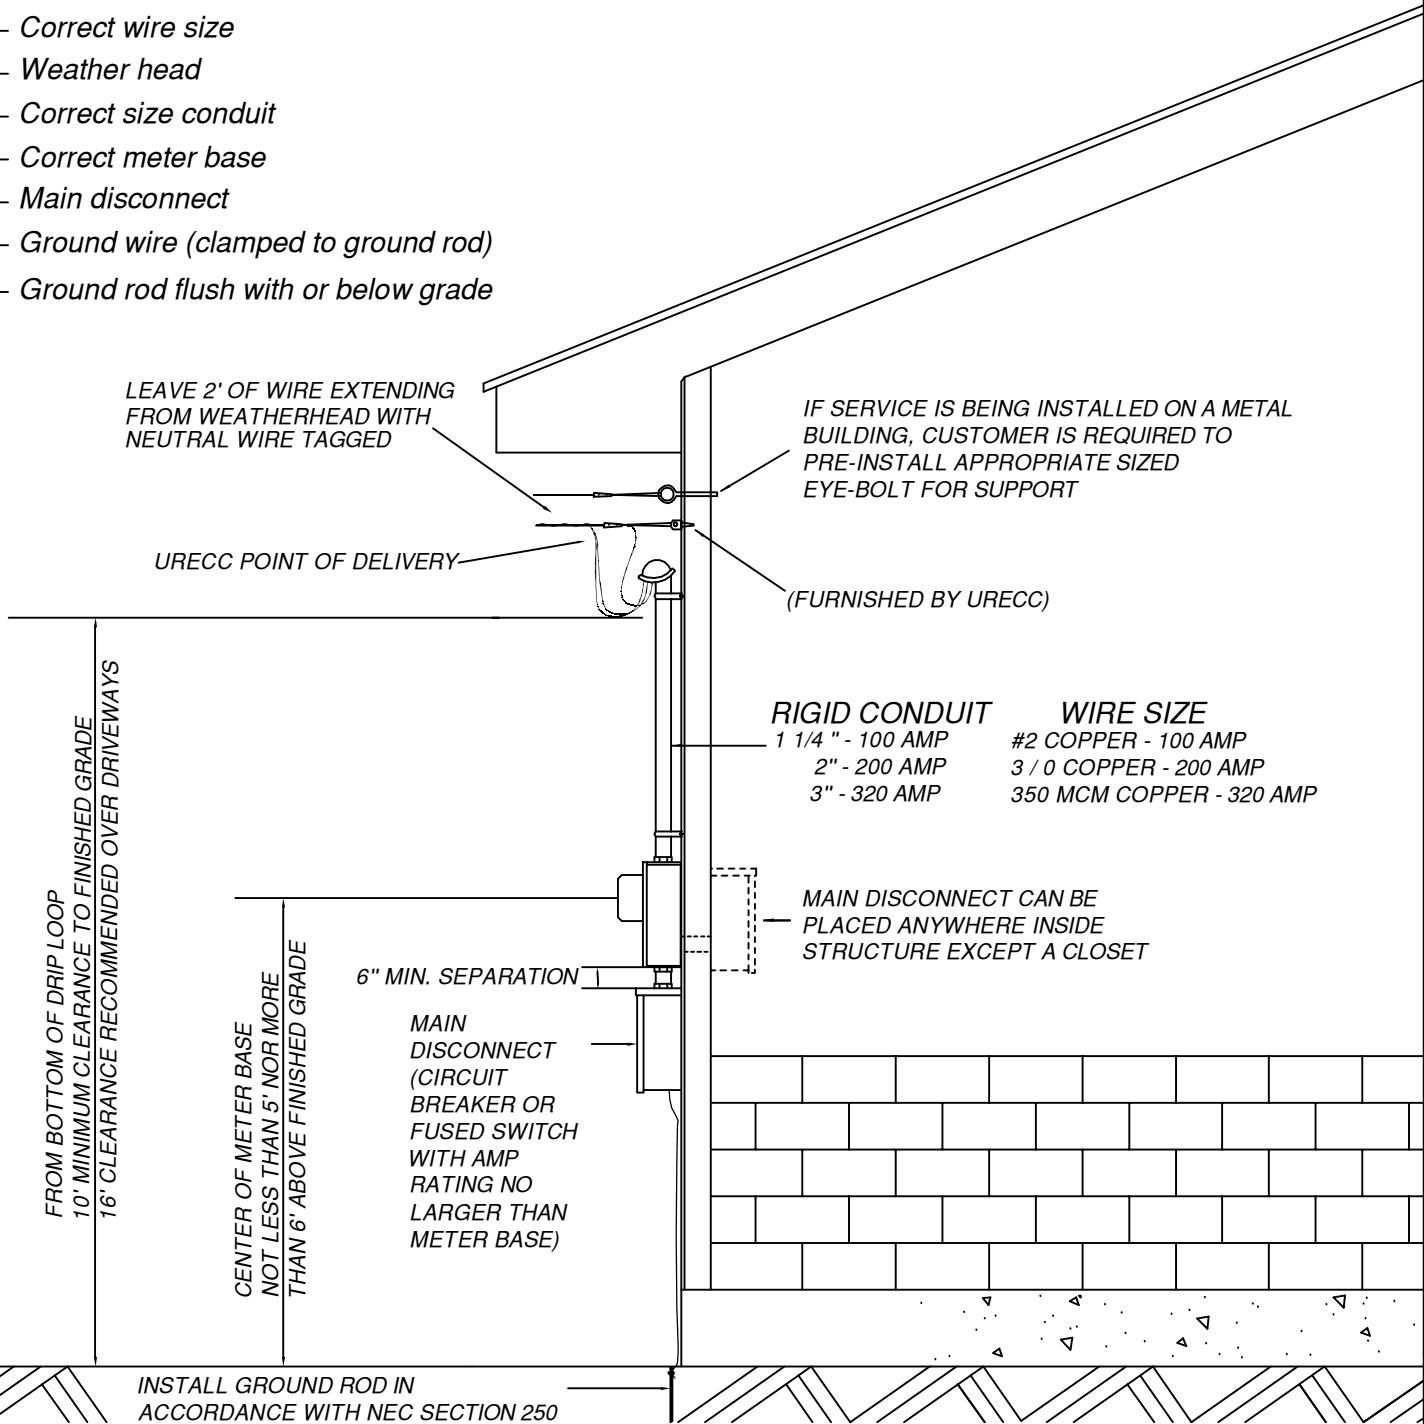 - Correct wire size
- Weather head
- Correct size conduit
- Correct meter base
- Main disconnect
- Ground wire (clamped to ground rod)
- Ground rod flush with or below grade
LEAVE 2' OF WIRE EXTENDING
FROM WEATHERHEAD WITH
NEUTRAL WIRE TAGGED
IF SERVICE IS BEING INSTALLED ON A METAL
BUILDING, CUSTOMER IS REQUIRED TO
PRE-INSTALL APPROPRIATE SIZED
EYE-BOLT FOR SUPPORT
URECC POINT OF DELIVERY
(FURNISHED BY URECC)
RIGID CONDUIT
1 1/4 " - 100 AMP
2" - 200 AMP
3" - 320 AMP
WIRE SIZE
#2 COPPER - 100 AMP
3 / 0 COPPER - 200 AMP
350 MCM COPPER - 320 AMP
FROM BOTTOM OF DRIP LOOP
10' MINIMUM CLEARANCE TO FINISHED GRADE
16' CLEARANCE RECOMMENDED OVER DRIVEWAYS
CENTER OF METER BASE
NOT LESS THAN 5' NOR MORE
THAN 6' ABOVE FINISHED GRADE
MAIN DISCONNECT CAN BE
PLACED ANYWHERE INSIDE
STRUCTURE EXCEPT A CLOSET
6" MIN. SEPARATION
MAIN
DISCONNECT
(CIRCUIT
BREAKER OR
FUSED SWITCH
WITH AMP
RATING NO
LARGER THAN
METER BASE)
INSTALL GROUND ROD IN
ACCORDANCE WITH NEC SECTION 250